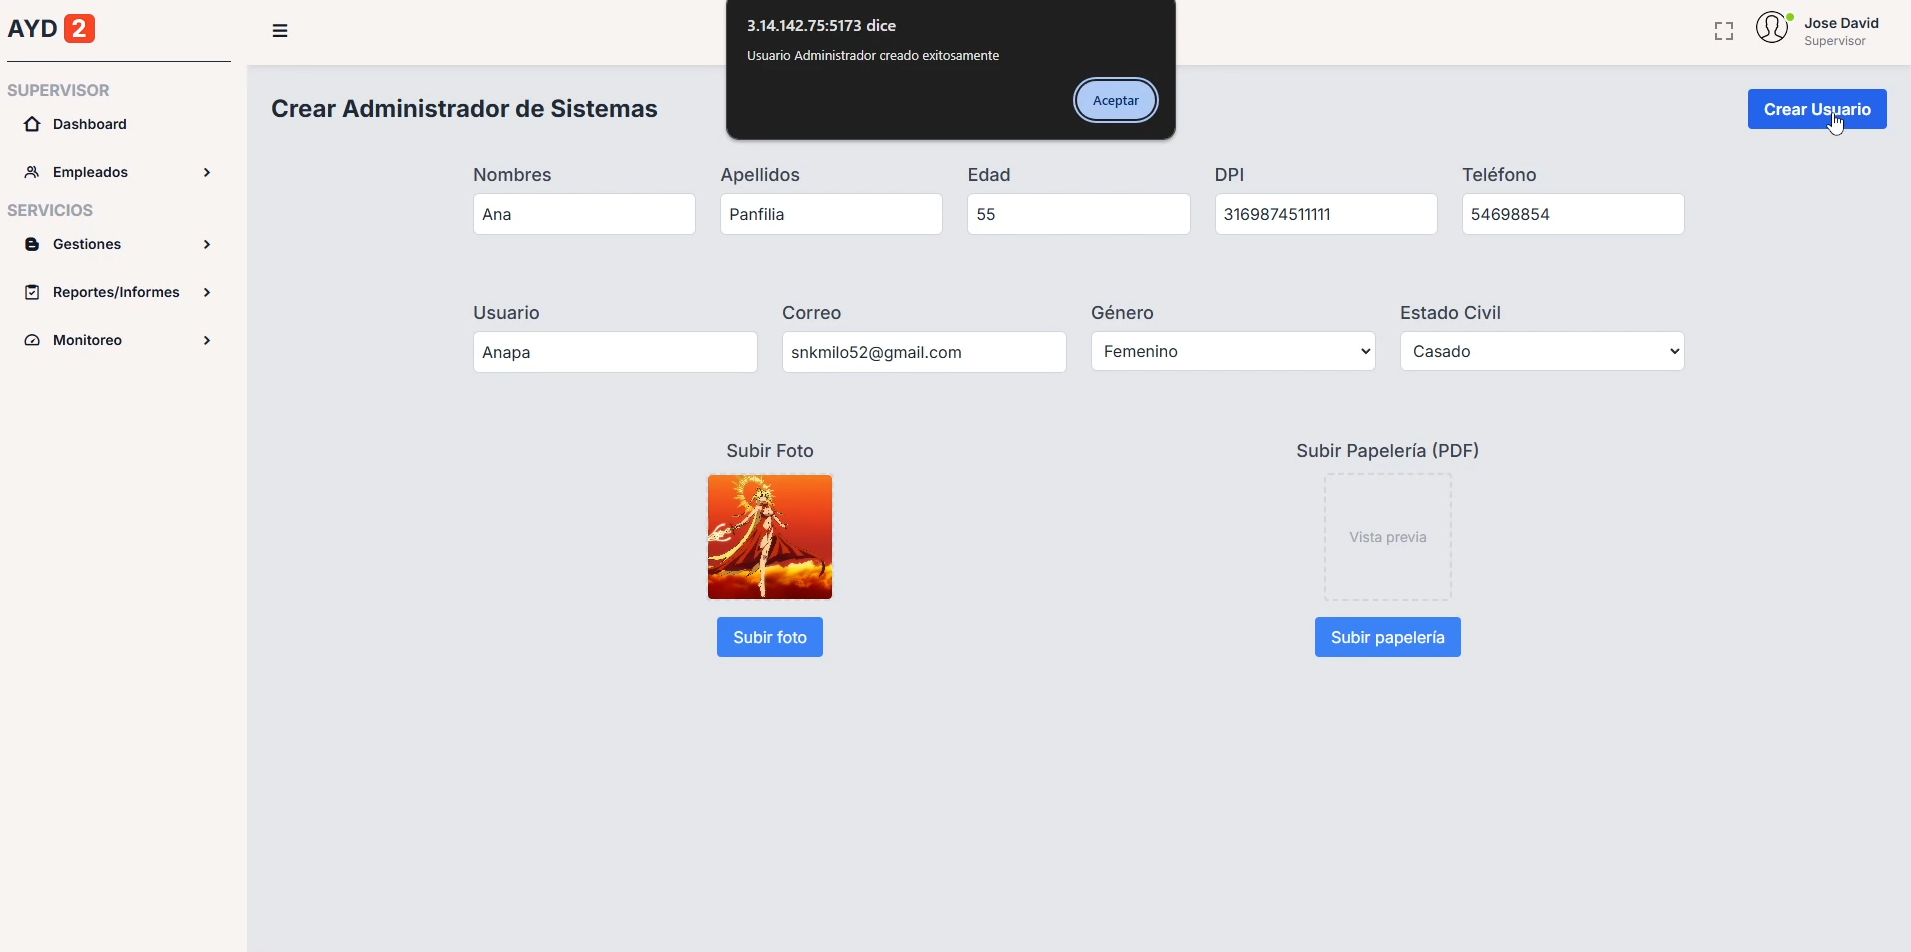 AYD 2
SUPERVISOR
Dashboard
Empleados
SERVICIOS
Gestiones
Reportes/Informes
Monitoreo
3.14.142.75:5173 dice
Usuario Administrador creado exitosamente
Aceptar
Jose David
Supervisor
Crear Administrador de Sistemas
Crear Usuario
Nombres Apellidos Edad DPI Teléfono
Ana Panfilia 55 3169874511111 54698854
Usuario Correo Género Estado Civil
Anapa snkmilo52@gmail.com Femenino Casado
Subir Foto Subir Papelería (PDF)
Vista previa
Subir foto Subir papelería